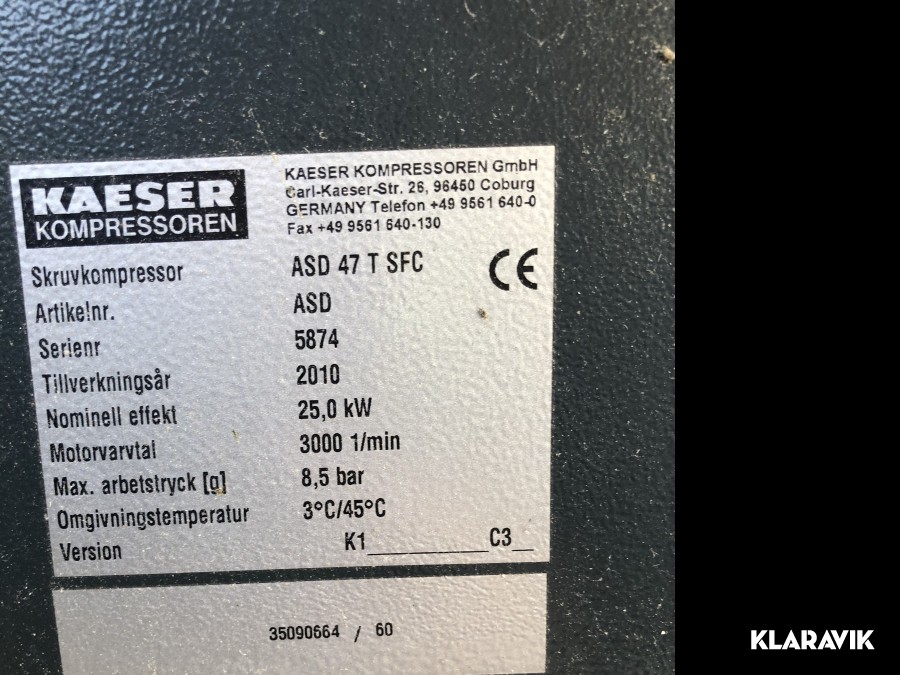 KAESER
KOMPRESSOREN
KAESER KOMPRESSOREN GmbH
Carl-Kaeser-Str. 26, 96450 Coburg
GERMANY Telefon +49 9561 640-0
Fax +49 9561 640-130
CE
Skruvkompressor ASD 47 T SFC
Artikelnr. ASD
Serienr 5874
Tillverkningsår 2010
Nominell effekt 25,0 kW
Motorvarvtal 3000 1/min
Max. arbetstryck [g] 8,5 bar
Omgivningstemperatur 3°C/45°C
Version K1__________C3__
35090664 / 60
KLARAVIK